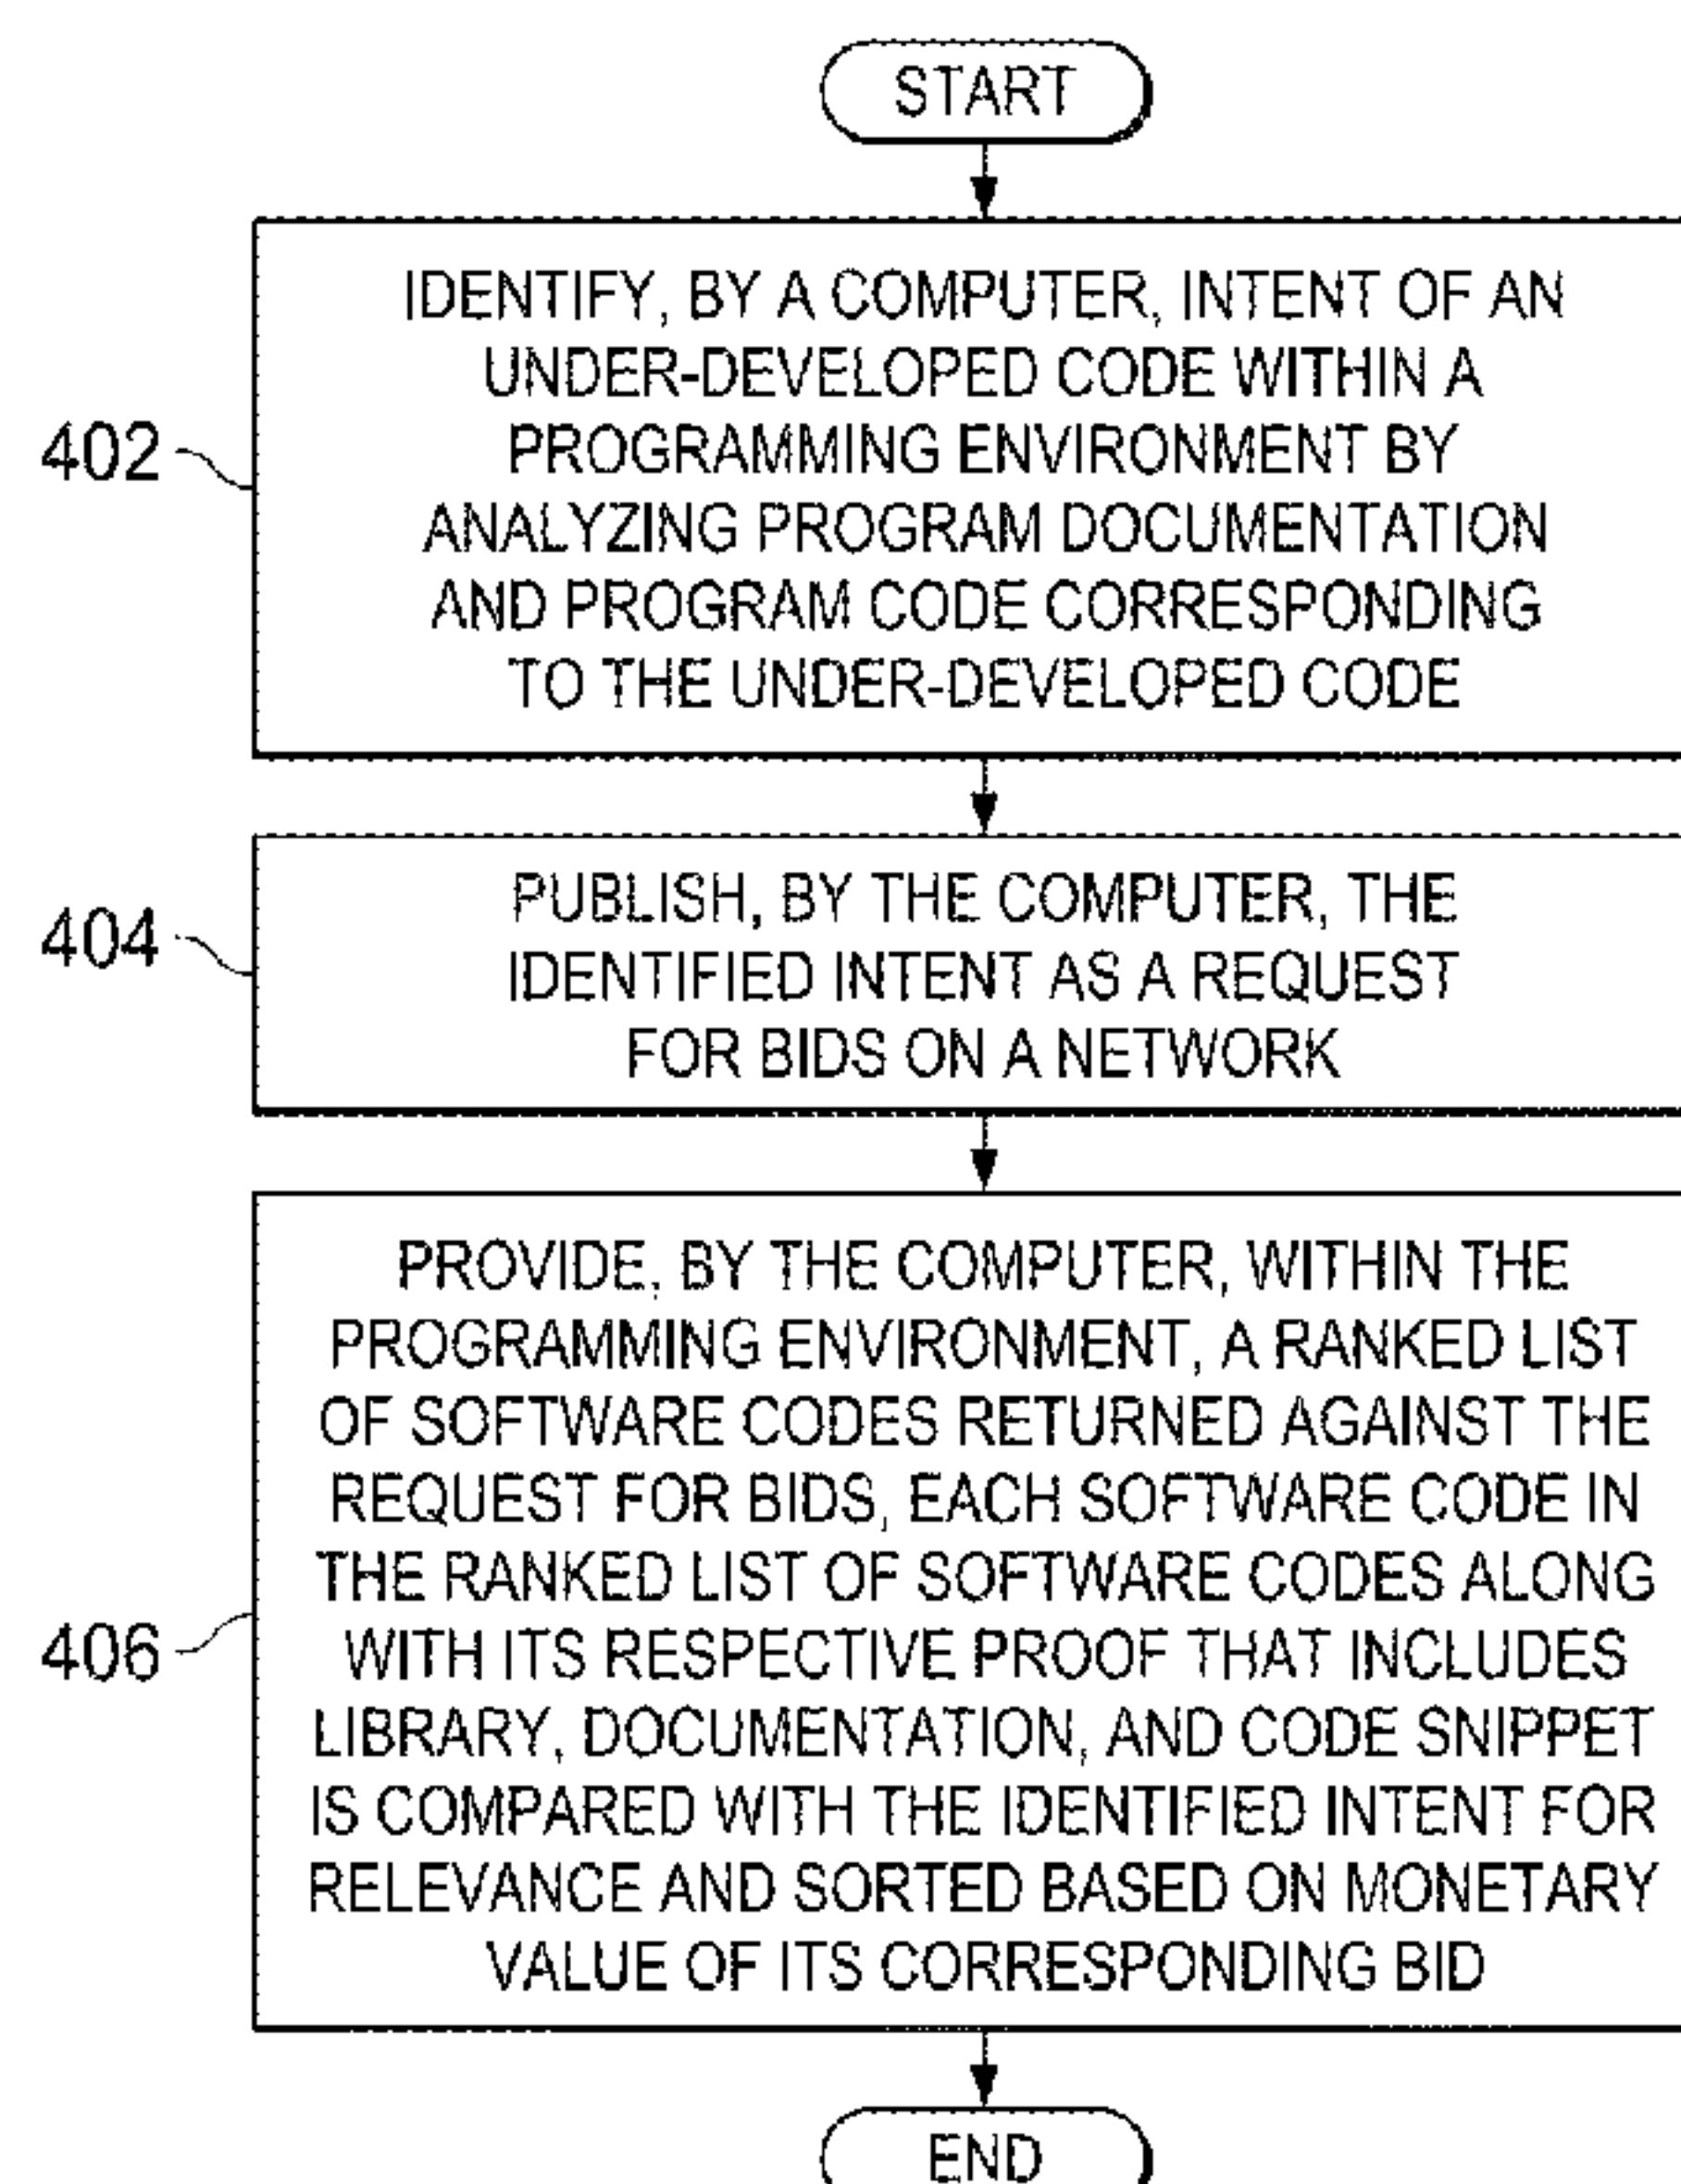 START
IDENTIFY, BY A COMPUTER, INTENT OF AN
UNDER-DEVELOPED CODE WITHIN A
PROGRAMMING ENVIRONMENT BY
ANALYZING PROGRAM DOCUMENTATION
AND PROGRAM CODE CORRESPONDING
TO THE UNDER-DEVELOPED CODE
402
PUBLISH, BY THE COMPUTER, THE
IDENTIFIED INTENT AS A REQUEST
FOR BIDS ON A NETWORK
404
PROVIDE, BY THE COMPUTER, WITHIN THE
PROGRAMMING ENVIRONMENT, A RANKED LIST
OF SOFTWARE CODES RETURNED AGAINST THE
REQUEST FOR BIDS, EACH SOFTWARE CODE IN
THE RANKED LIST OF SOFTWARE CODES ALONG
WITH ITS RESPECTIVE PROOF THAT INCLUDES
LIBRARY, DOCUMENTATION, AND CODE SNIPPET
IS COMPARED WITH THE IDENTIFIED INTENT FOR
RELEVANCE AND SORTED BASED ON MONETARY
VALUE OF ITS CORRESPONDING BID
406
END